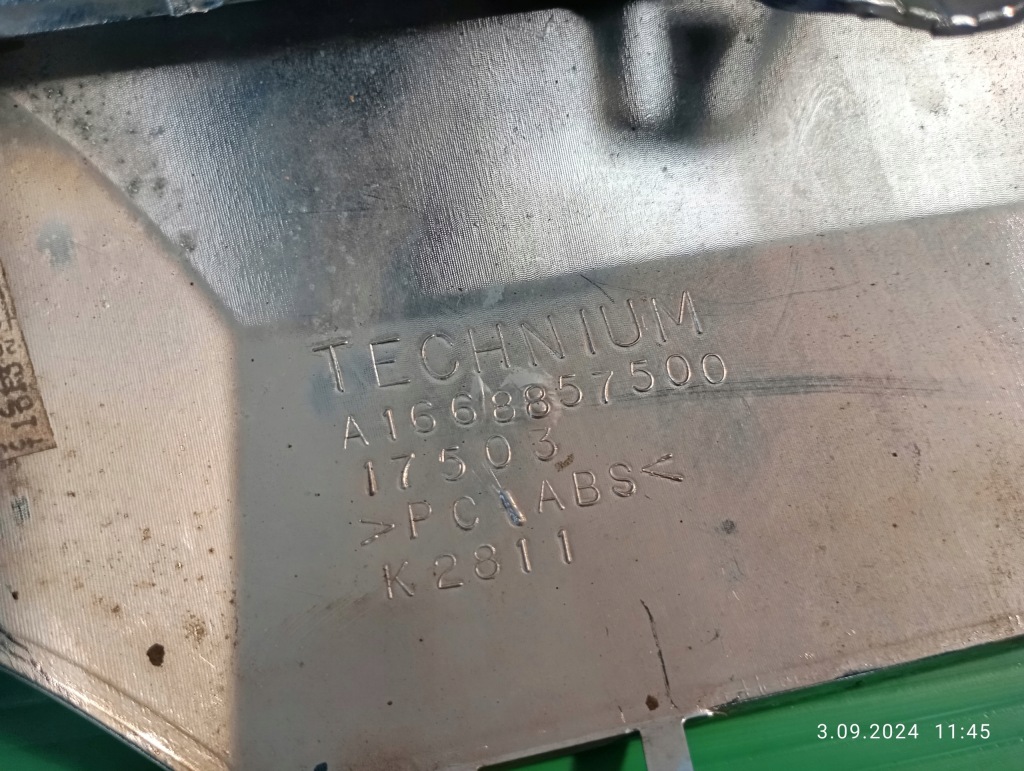 TECHNIUM
A1668857500
17503
>PC ABS<
K2811
3.09.2024 11:45